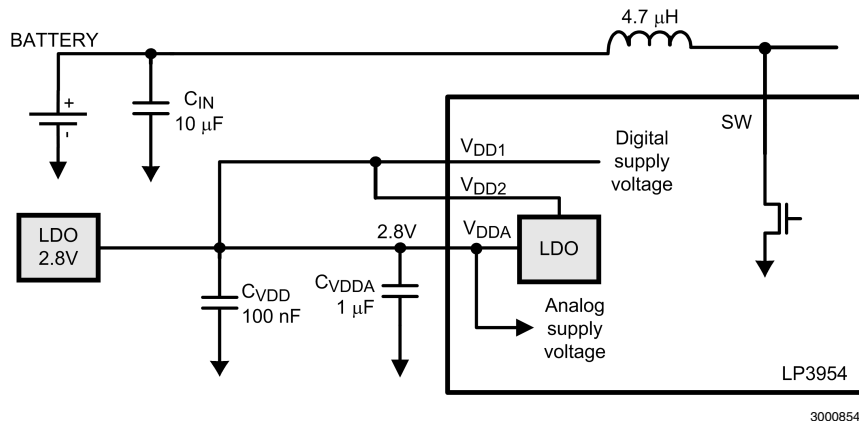 4.7 μH
BATTERY
+
-
CIN
10 μF
SW
VDD1
Digital
supply
voltage
VDD2
LDO
2.8V
2.8V
VDDA
LDO
CVDD
100 nF
CVDDA
1 μF
Analog
supply
voltage
LP3954
3000854